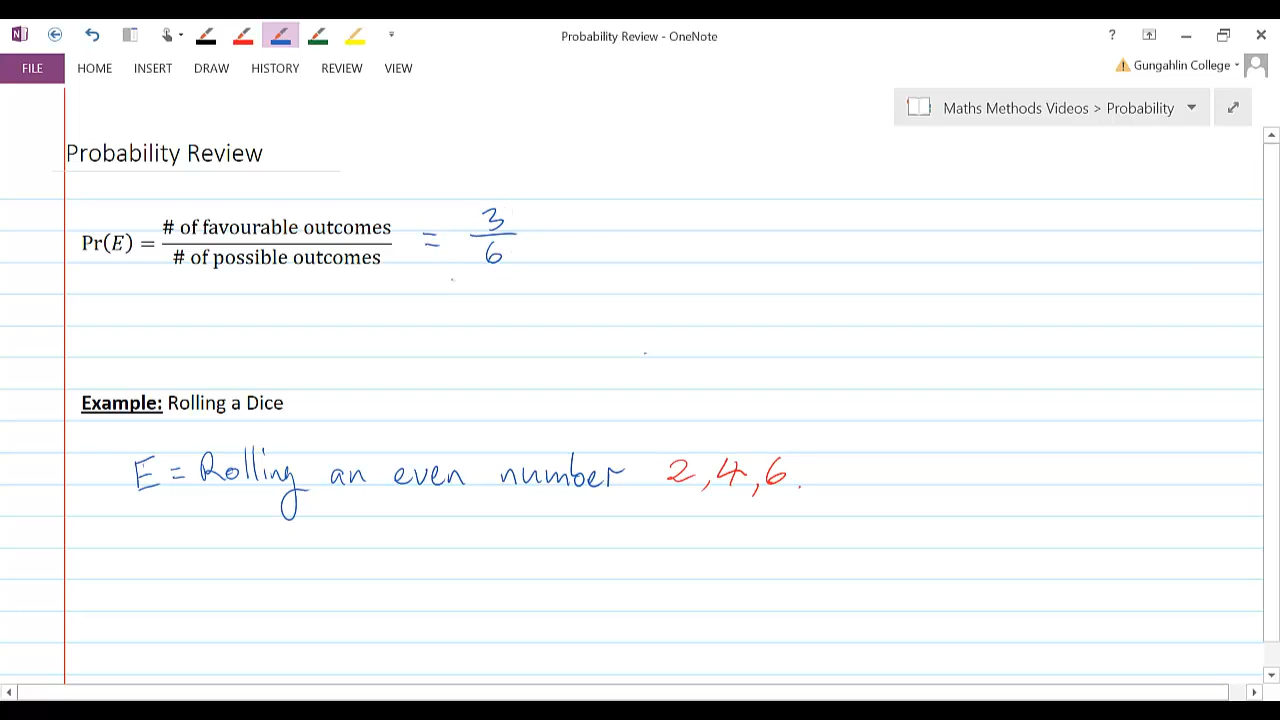 Probability Review - OneNote
?
Gungahlin College
FILE HOME INSERT DRAW HISTORY REVIEW VIEW
Maths Methods Videos > Probability
Probability Review
Pr(E) = # of favourable outcomes / # of possible outcomes = 3/6
Example: Rolling a Dice
E = Rolling an even number 2, 4, 6.